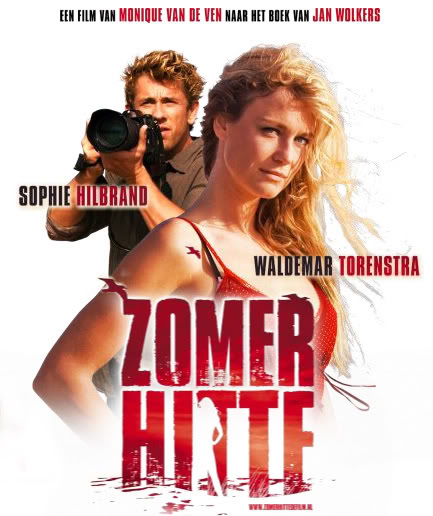 EEN FILM VAN MONIQUE VAN DE VEN NAAR HET BOEK VAN JAN WOLKERS
SOPHIE HILBRAND
WALDEMAR TORENSTRA
ZOMER
HITTE
WWW.ZOMERHITTEDEFILM.NL